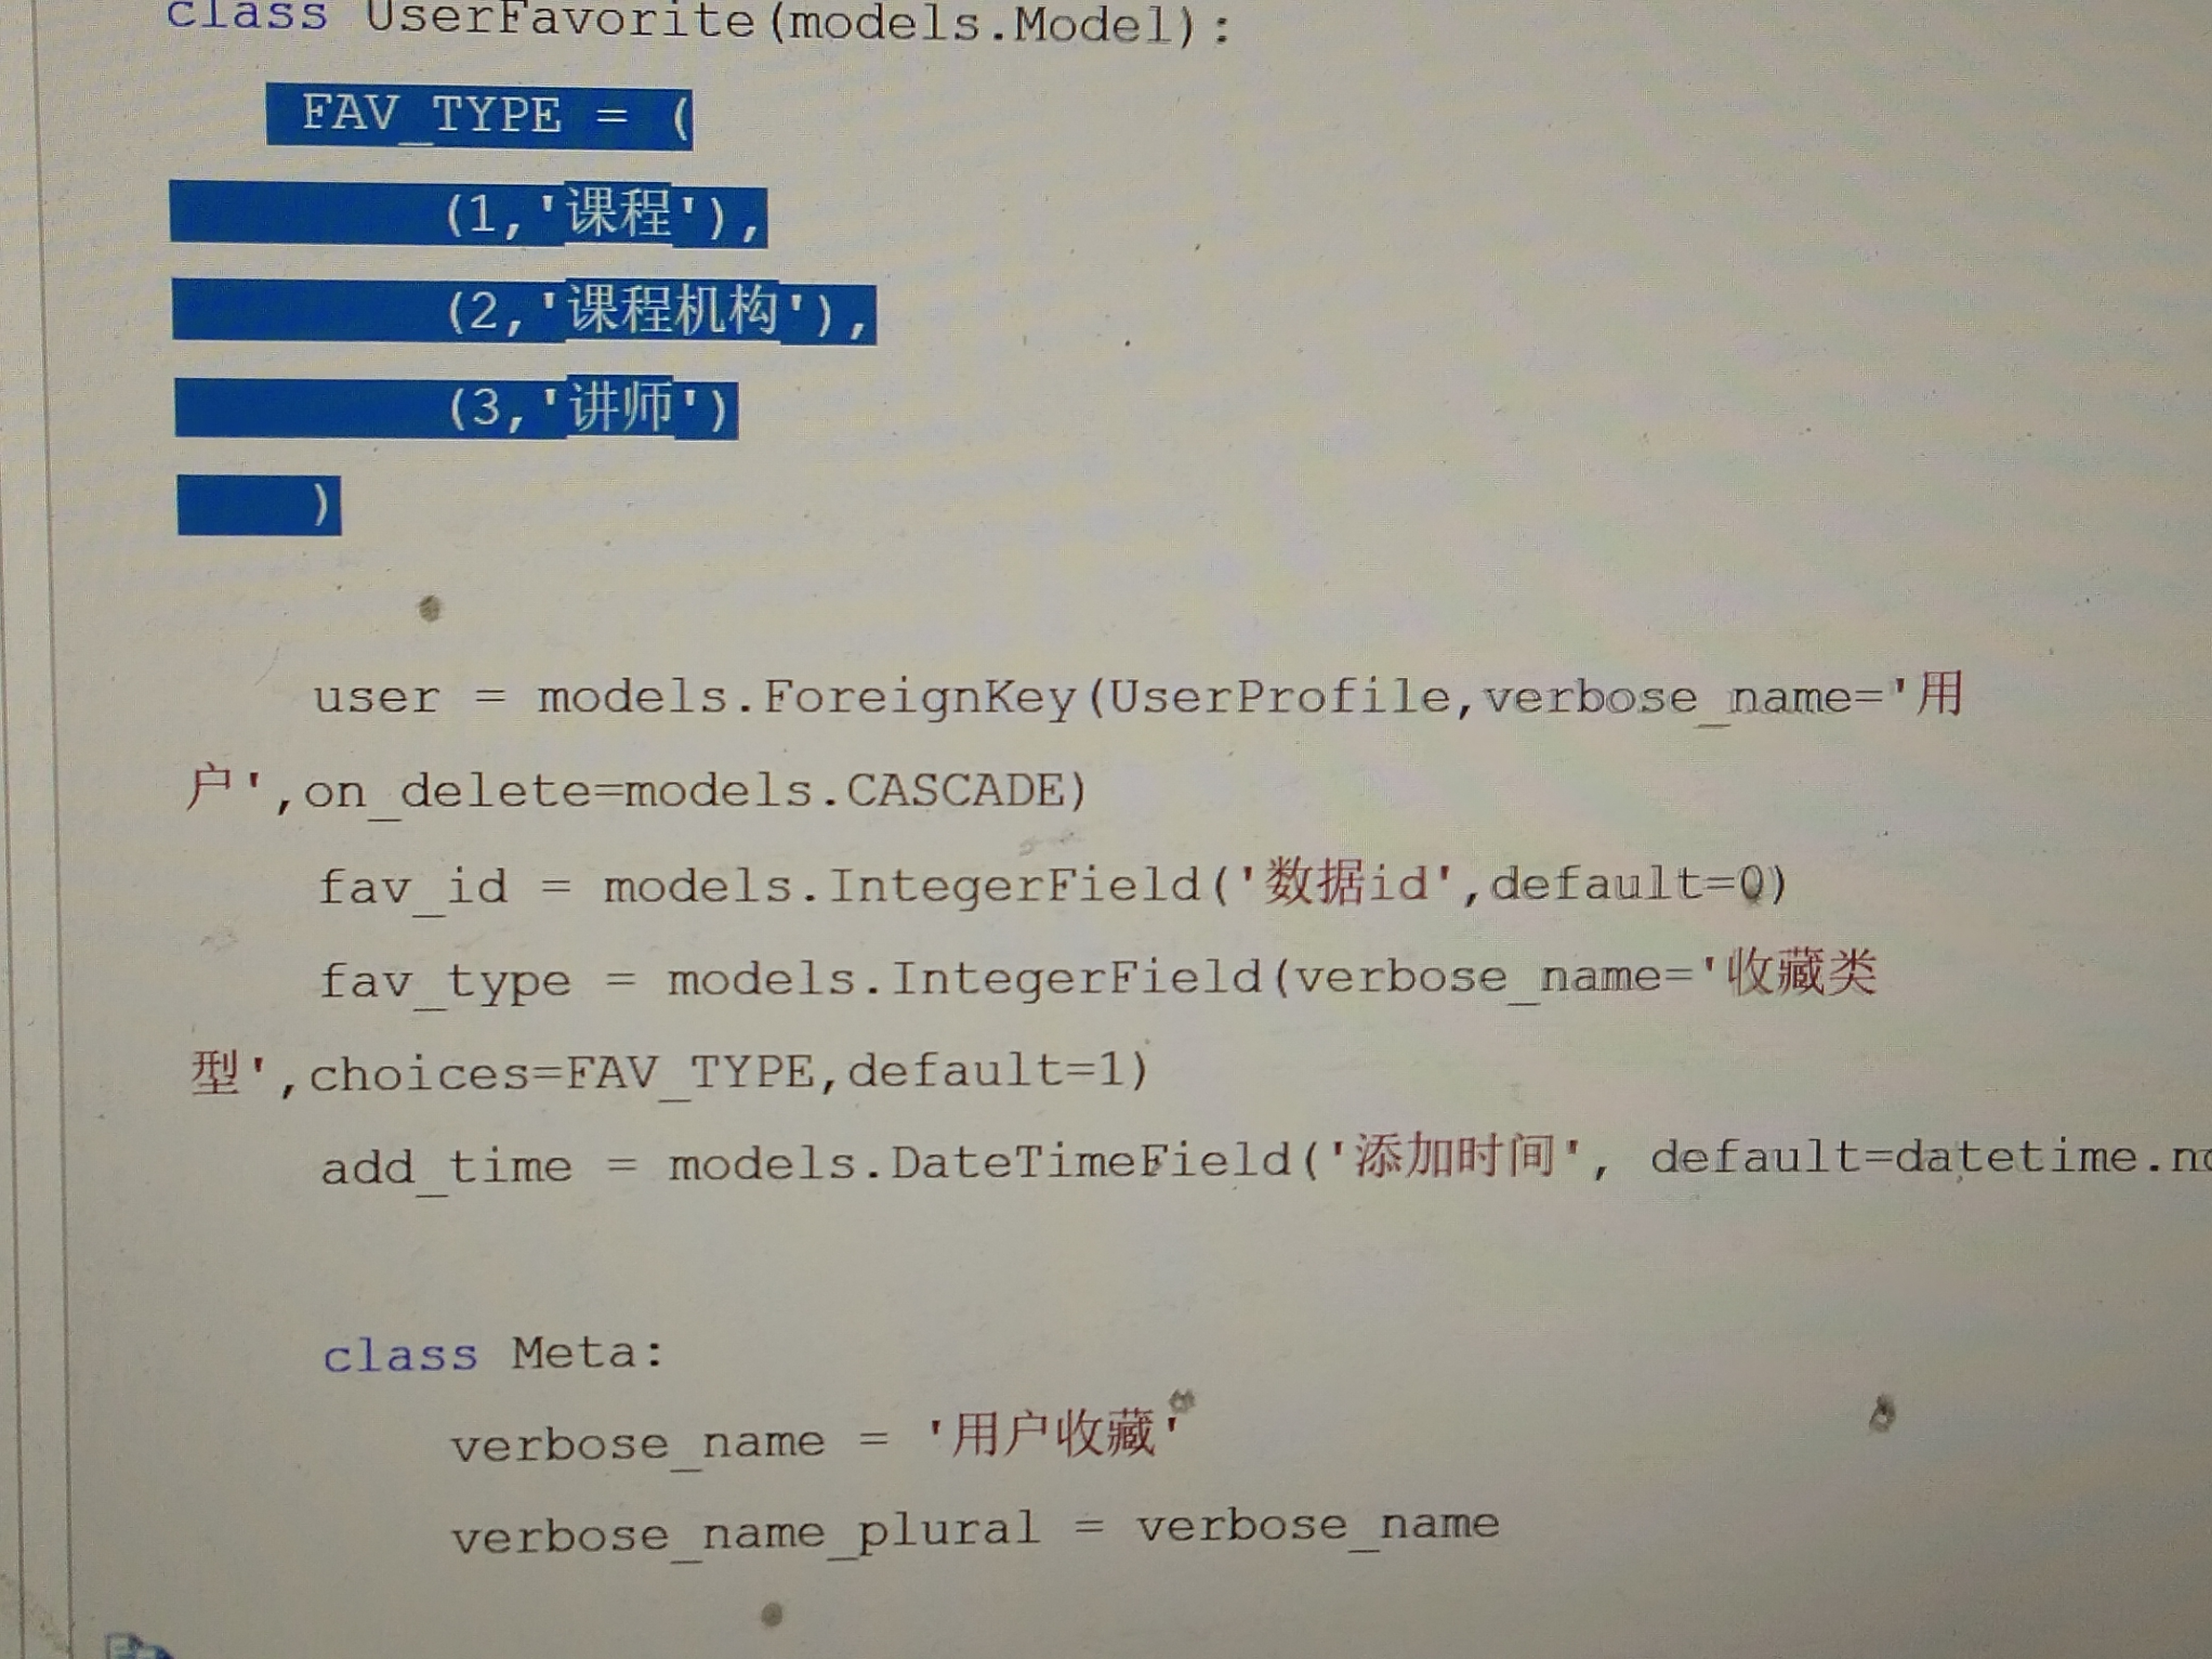 class UserFavorite(models.Model):
FAV_TYPE = (
(1,'课程'),
(2,'课程机构'),
(3,'讲师')
)
user = models.ForeignKey(UserProfile,verbose_name='用
户',on_delete=models.CASCADE)
fav_id = models.IntegerField('数据id',default=0)
fav_type = models.IntegerField(verbose_name='收藏类
型',choices=FAV_TYPE,default=1)
add_time = models.DateTimeField('添加时间', default=datetime.no
class Meta:
verbose_name = '用户收藏'
verbose_name_plural = verbose_name